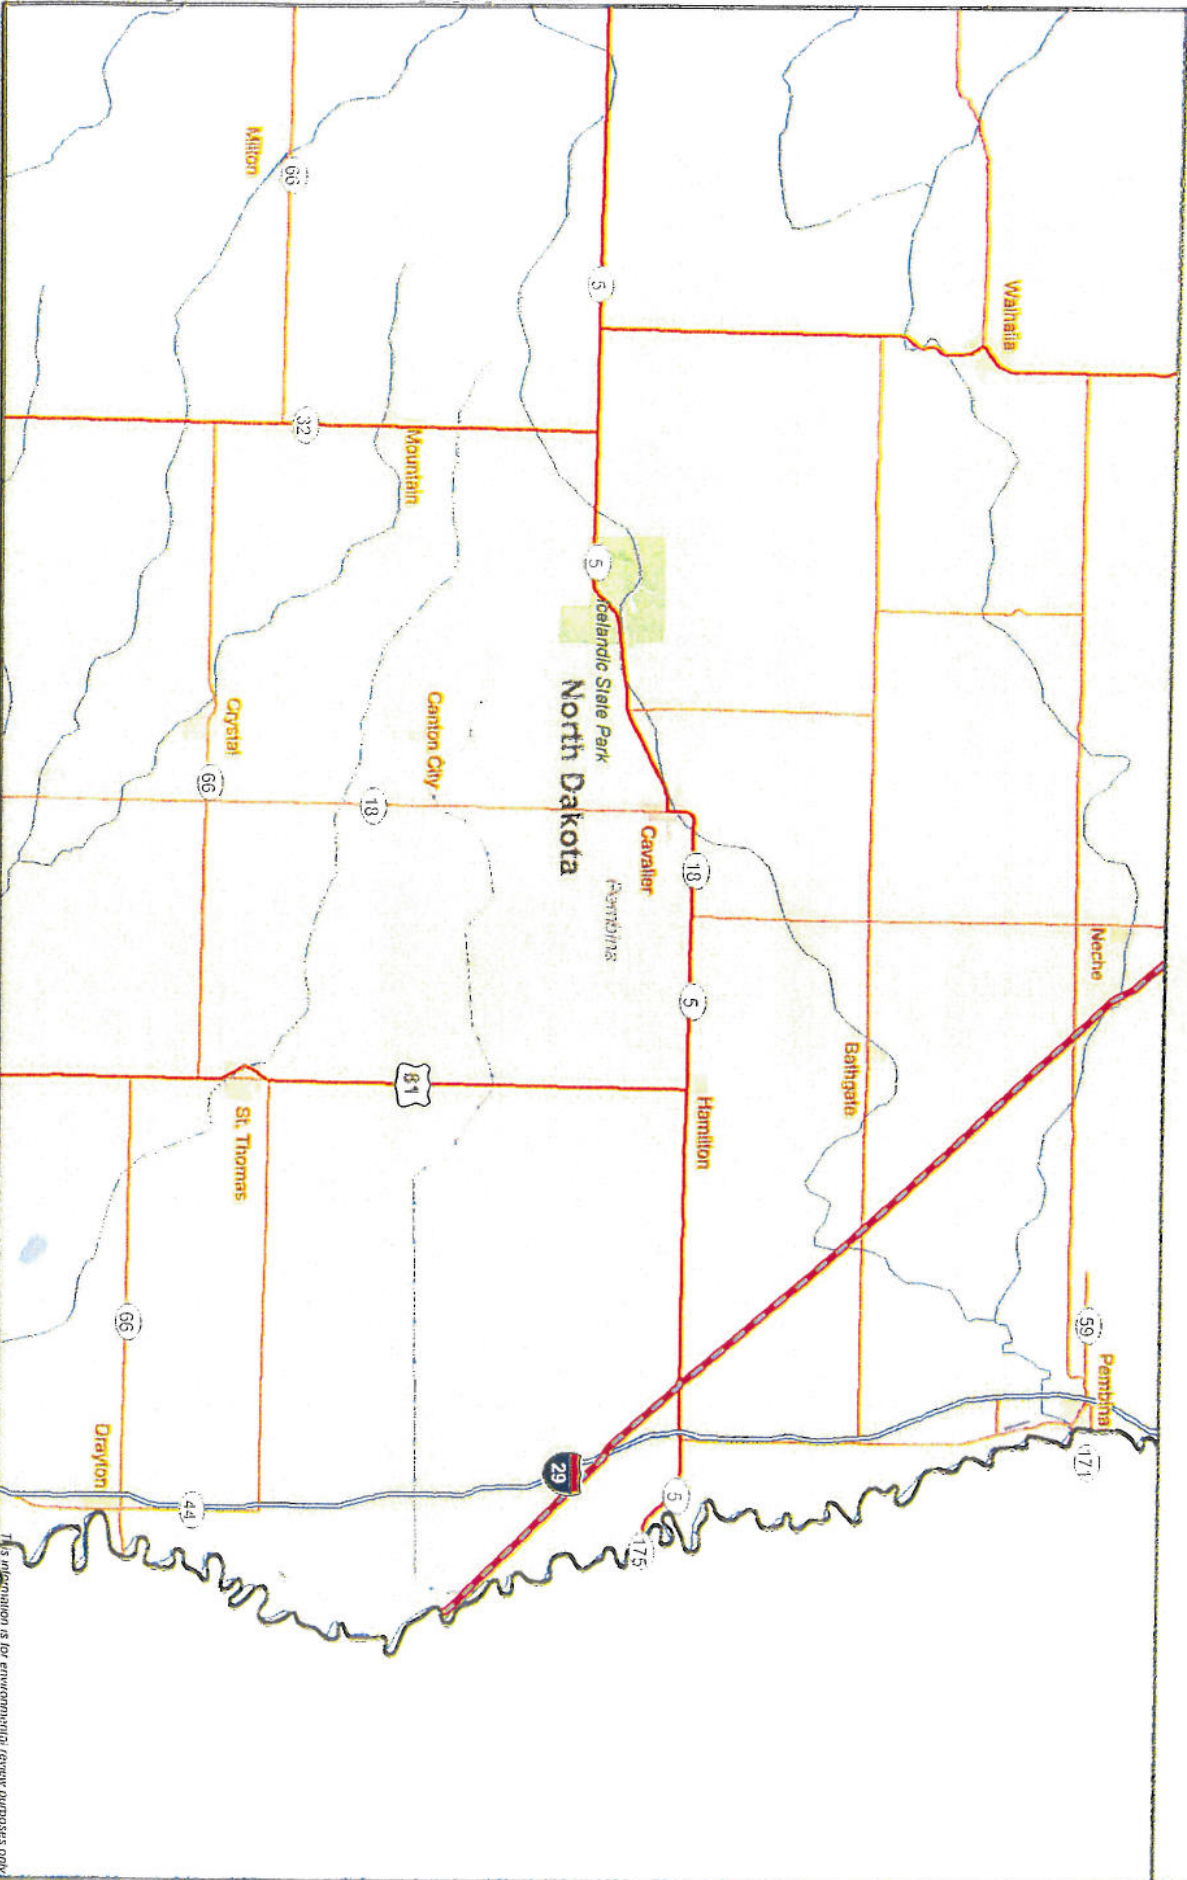 Walhalla
Neche
59
Pembina
171
Bathgate
5
5
Icelandic State Park
Cavalier
18
Pembina
5
Hamilton
5
175
North Dakota
29
Mountain
Canton City
18
81
Milton
66
32
Crystal
66
St. Thomas
44
66
Drayton
This information is for environmental review purposes only.